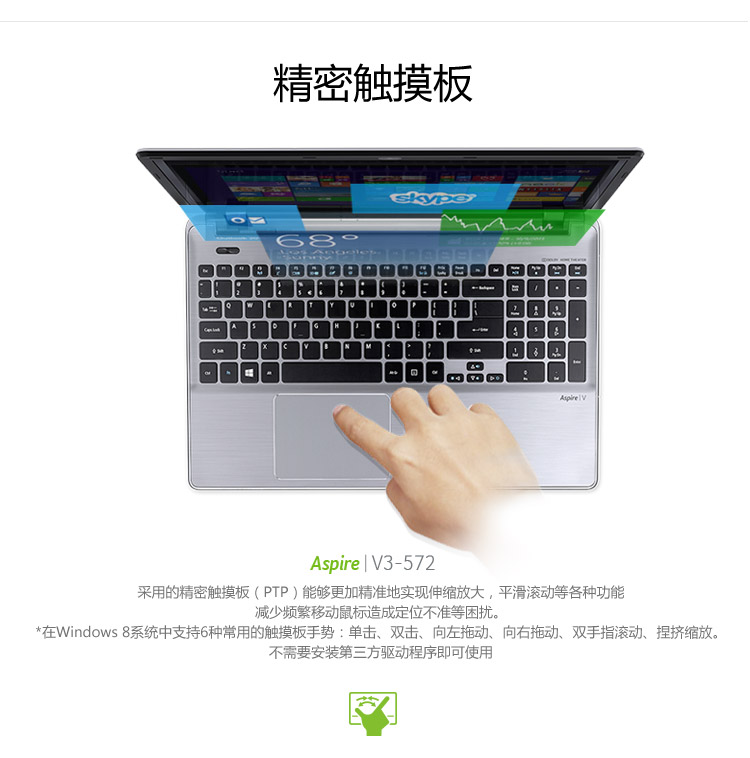 精密触摸板
skype
68°
Los Angeles
Sunny
Aspire | V
Aspire | V3-572
采用的精密触摸板（PTP）能够更加精准地实现伸缩放大，平滑滚动等各种功能
减少频繁移动鼠标造成定位不准等困扰。
*在Windows 8系统中支持6种常用的触摸板手势：单击、双击、向左拖动、向右拖动、双手指滚动、捏挤缩放。
不需要安装第三方驱动程序即可使用